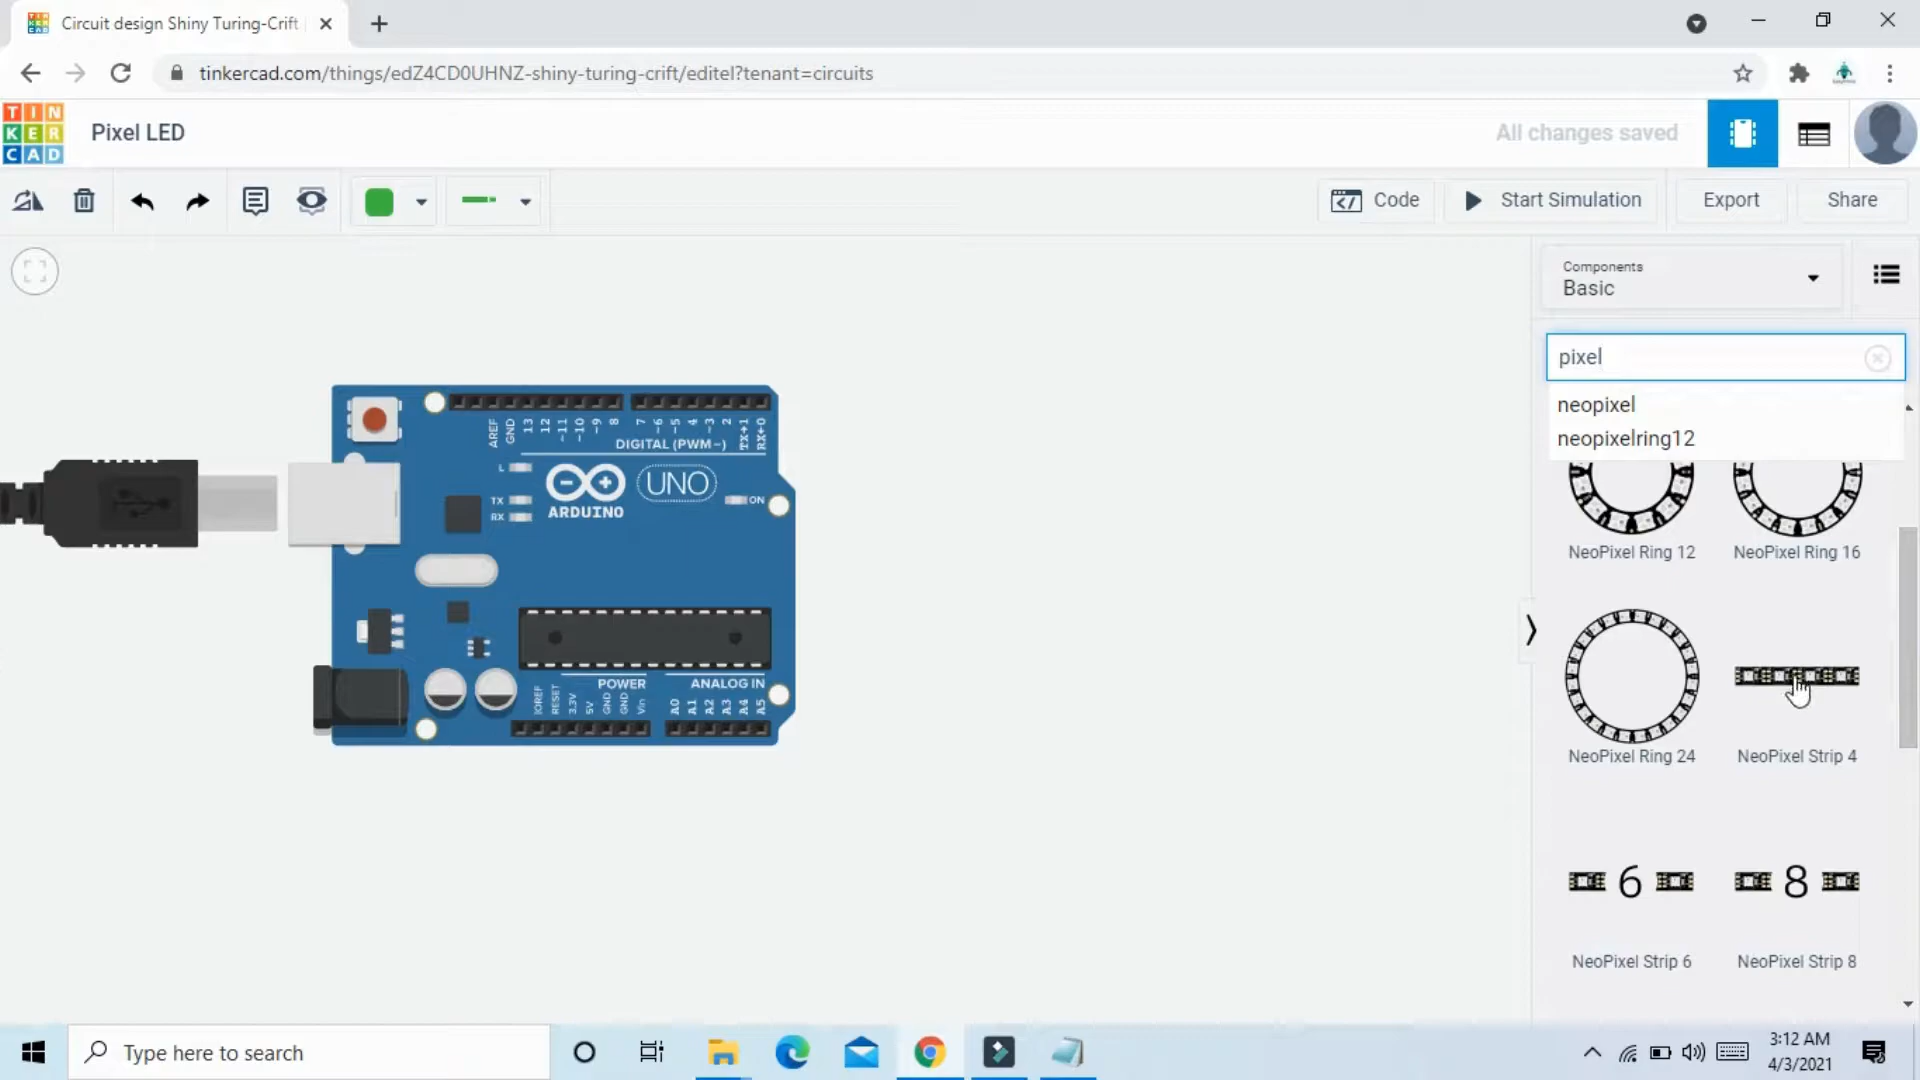 Circuit design Shiny Turing-Crift
tinkercad.com/things/edZ4CD0UHNZ-shiny-turing-crift/editel?tenant=circuits
TIN
KER
CAD
Pixel LED
All changes saved
Code
Start Simulation
Export
Share
Components
Basic
pixel
neopixel
neopixelring12
NeoPixel Ring 12
NeoPixel Ring 16
NeoPixel Ring 24
NeoPixel Strip 4
6
8
NeoPixel Strip 6
NeoPixel Strip 8
AREF
GND
13
12
~11
~10
~9
8
7
~6
~5
4
~3
2
TX→1
RX←0
DIGITAL (PWM~)
L
TX
RX
ARDUINO
UNO
ON
POWER
ANALOG IN
IOREF
RESET
3.3V
5V
GND
GND
Vin
A0
A1
A2
A3
A4
A5
Type here to search
3:12 AM
4/3/2021